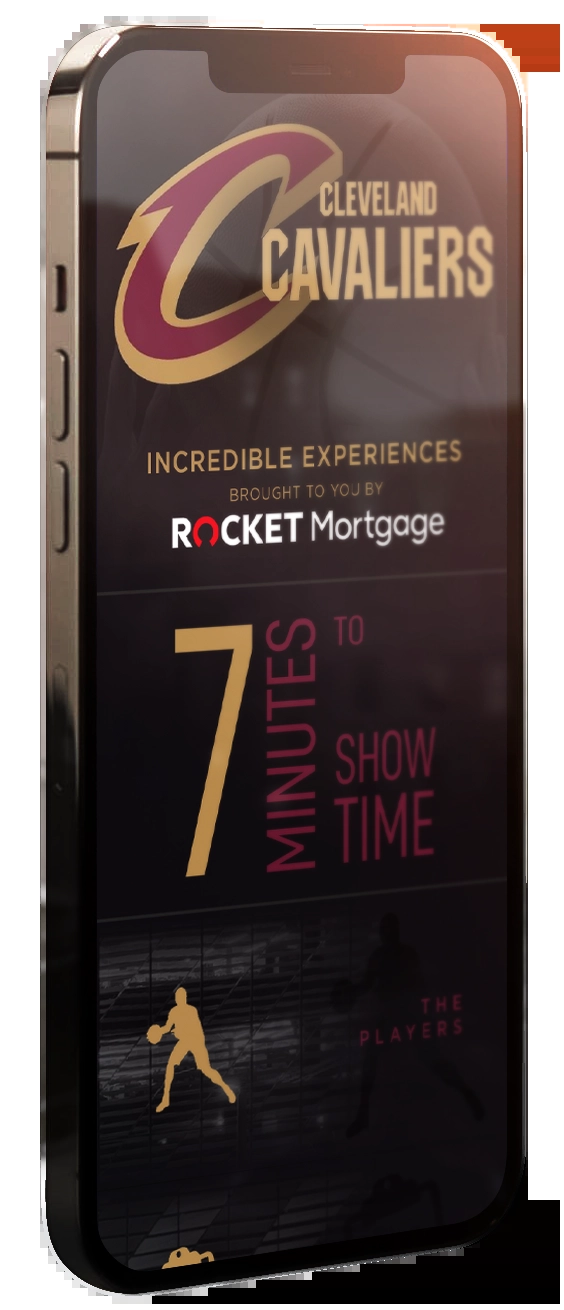 CLEVELAND
CAVALIERS
INCREDIBLE EXPERIENCES
BROUGHT TO YOU BY
ROCKET Mortgage
7
MINUTES
TO
SHOW
TIME
THE
PLAYERS